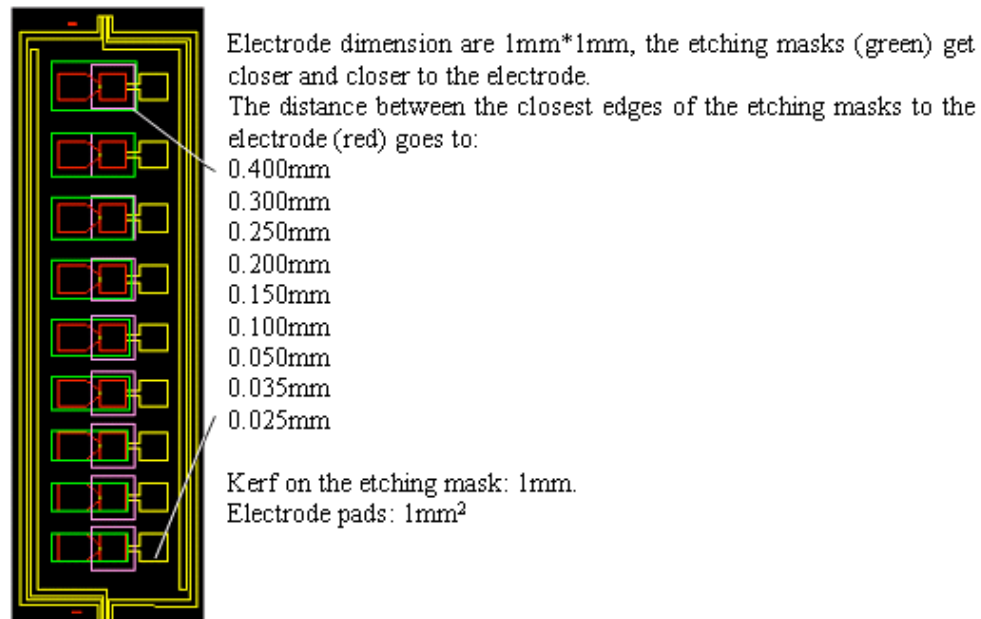 Electrode dimension are 1mm*1mm, the etching masks (green) get
closer and closer to the electrode.
The distance between the closest edges of the etching masks to the
electrode (red) goes to:
0.400mm
0.300mm
0.250mm
0.200mm
0.150mm
0.100mm
0.050mm
0.035mm
0.025mm
Kerf on the etching mask: 1mm.
Electrode pads: 1mm²